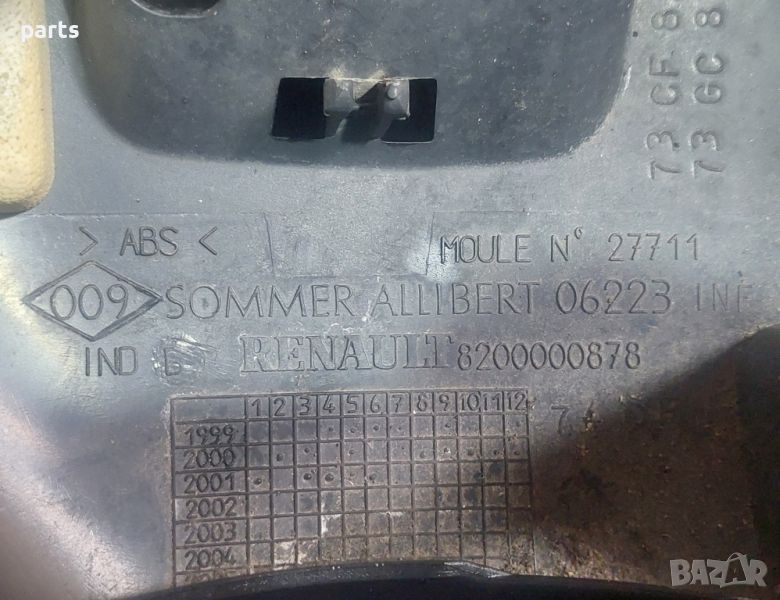 parts
73 CF 8
73 GC 8
> ABS <
MOULE N° 27711
009 SOMMER ALLIBERT 06223 INF
IND RENAULT 8200000878
1 2 3 4 5 6 7 8 9 10 11 12
1999
2000
2001
2002
2003
2004
BAZAR